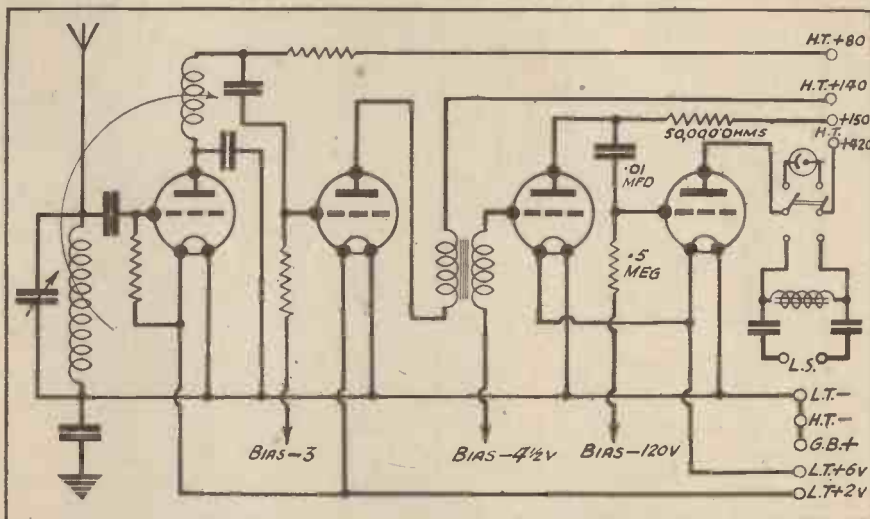 H.T.+80
H.T.+140
+150
H.T.
+420
50,000 OHMS
.01
MFD
.5
MEG
L.S.
L.T.-
H.T.-
G.B.+
BIAS-3
BIAS-4½V
BIAS-120V
L.T+6V
L.T+2V